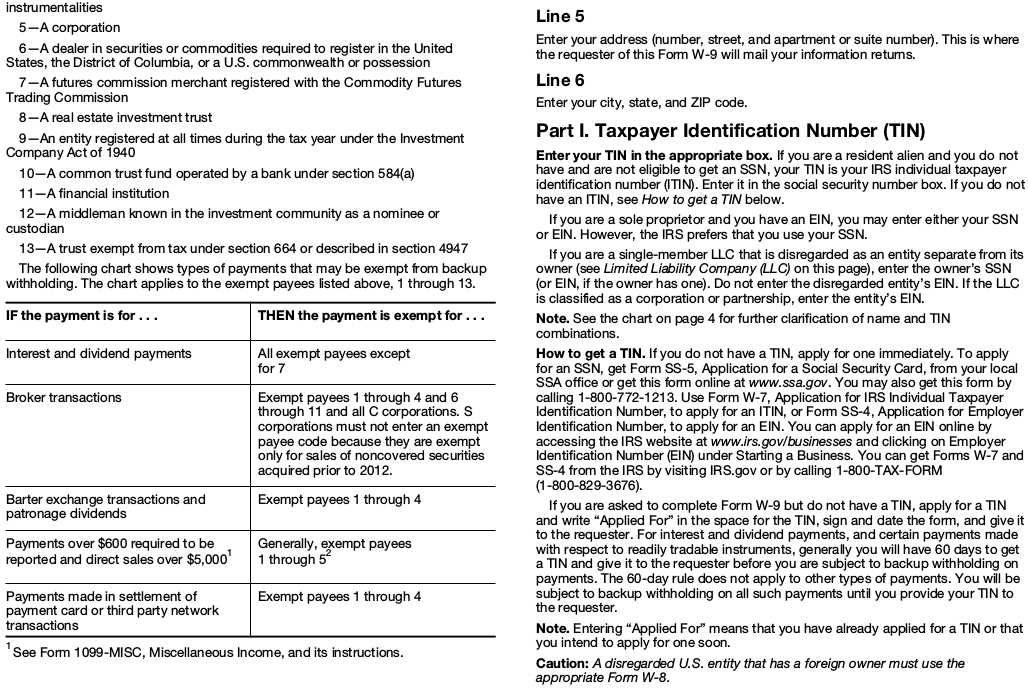 instrumentalities
5—A corporation
6—A dealer in securities or commodities required to register in the United
States, the District of Columbia, or a U.S. commonwealth or possession
7—A futures commission merchant registered with the Commodity Futures
Trading Commission
8—A real estate investment trust
9—An entity registered at all times during the tax year under the Investment
Company Act of 1940
10—A common trust fund operated by a bank under section 584(a)
11—A financial institution
12—A middleman known in the investment community as a nominee or
custodian
13—A trust exempt from tax under section 664 or described in section 4947
The following chart shows types of payments that may be exempt from backup
withholding. The chart applies to the exempt payees listed above, 1 through 13.
IF the payment is for . . .
THEN the payment is exempt for . . .
Interest and dividend payments
All exempt payees except
for 7
Broker transactions
Exempt payees 1 through 4 and 6
through 11 and all C corporations. S
corporations must not enter an exempt
payee code because they are exempt
only for sales of noncovered securities
acquired prior to 2012.
Barter exchange transactions and
patronage dividends
Exempt payees 1 through 4
Payments over $600 required to be
reported and direct sales over $5,000¹
Generally, exempt payees
1 through 5²
Payments made in settlement of
payment card or third party network
transactions
Exempt payees 1 through 4
¹ See Form 1099-MISC, Miscellaneous Income, and its instructions.
Line 5
Enter your address (number, street, and apartment or suite number). This is where
the requester of this Form W-9 will mail your information returns.
Line 6
Enter your city, state, and ZIP code.
Part I. Taxpayer Identification Number (TIN)
Enter your TIN in the appropriate box. If you are a resident alien and you do not
have and are not eligible to get an SSN, your TIN is your IRS individual taxpayer
identification number (ITIN). Enter it in the social security number box. If you do not
have an ITIN, see How to get a TIN below.
If you are a sole proprietor and you have an EIN, you may enter either your SSN
or EIN. However, the IRS prefers that you use your SSN.
If you are a single-member LLC that is disregarded as an entity separate from its
owner (see Limited Liability Company (LLC) on this page), enter the owner's SSN
(or EIN, if the owner has one). Do not enter the disregarded entity's EIN. If the LLC
is classified as a corporation or partnership, enter the entity's EIN.
Note. See the chart on page 4 for further clarification of name and TIN
combinations.
How to get a TIN. If you do not have a TIN, apply for one immediately. To apply
for an SSN, get Form SS-5, Application for a Social Security Card, from your local
SSA office or get this form online at www.ssa.gov. You may also get this form by
calling 1-800-772-1213. Use Form W-7, Application for IRS Individual Taxpayer
Identification Number, to apply for an ITIN, or Form SS-4, Application for Employer
Identification Number, to apply for an EIN. You can apply for an EIN online by
accessing the IRS website at www.irs.gov/businesses and clicking on Employer
Identification Number (EIN) under Starting a Business. You can get Forms W-7 and
SS-4 from the IRS by visiting IRS.gov or by calling 1-800-TAX-FORM
(1-800-829-3676).
If you are asked to complete Form W-9 but do not have a TIN, apply for a TIN
and write "Applied For" in the space for the TIN, sign and date the form, and give it
to the requester. For interest and dividend payments, and certain payments made
with respect to readily tradable instruments, generally you will have 60 days to get
a TIN and give it to the requester before you are subject to backup withholding on
payments. The 60-day rule does not apply to other types of payments. You will be
subject to backup withholding on all such payments until you provide your TIN to
the requester.
Note. Entering "Applied For" means that you have already applied for a TIN or that
you intend to apply for one soon.
Caution: A disregarded U.S. entity that has a foreign owner must use the
appropriate Form W-8.